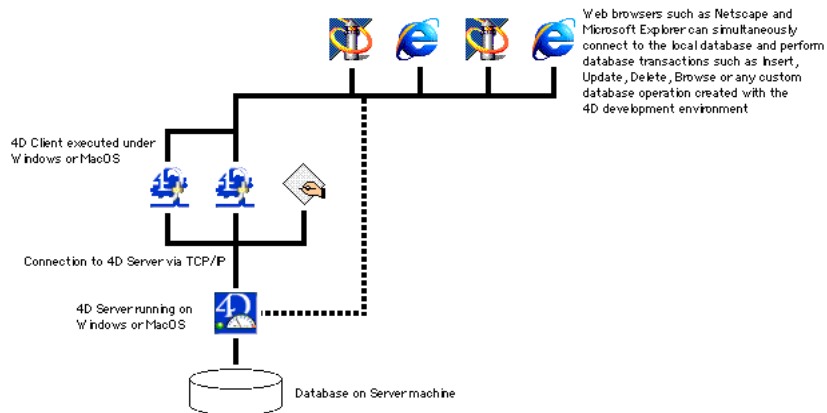 Web browsers such as Netscape and
Microsoft Explorer can simultaneously
connect to the local database and perform
database transactions such as Insert,
Update, Delete, Browse or any custom
database operation created with the
4D development environment
4D Client executed under
Windows or MacOS
Connection to 4D Server via TCP/IP
4D Server running on
Windows or MacOS
4D
Database on Server machine